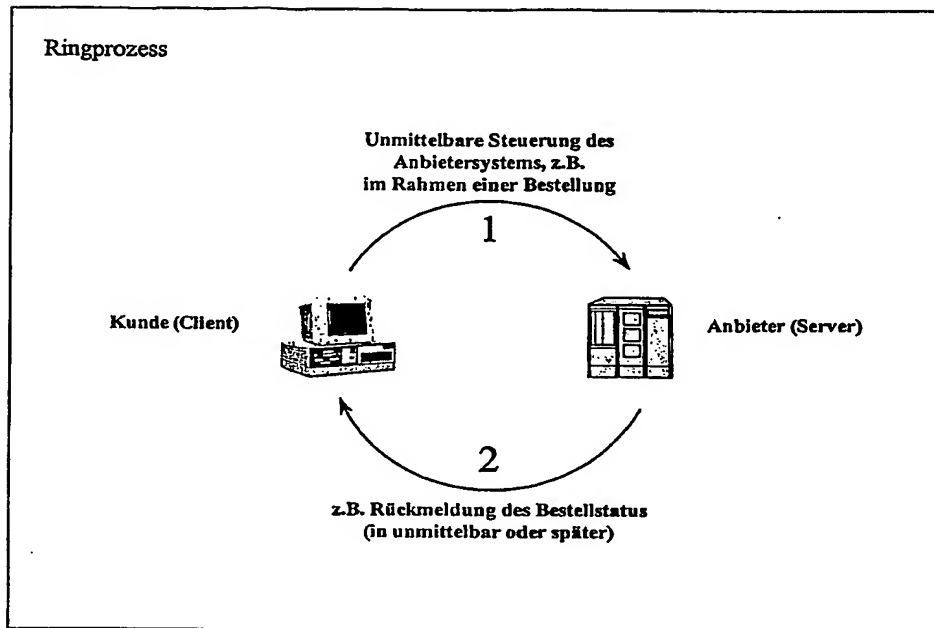 Ringprozess
Unmittelbare Steuerung des
Anbietersystems, z.B.
im Rahmen einer Bestellung
1
Kunde (Client)
Anbieter (Server)
2
z.B. Rückmeldung des Bestellstatus
(in unmittelbar oder später)